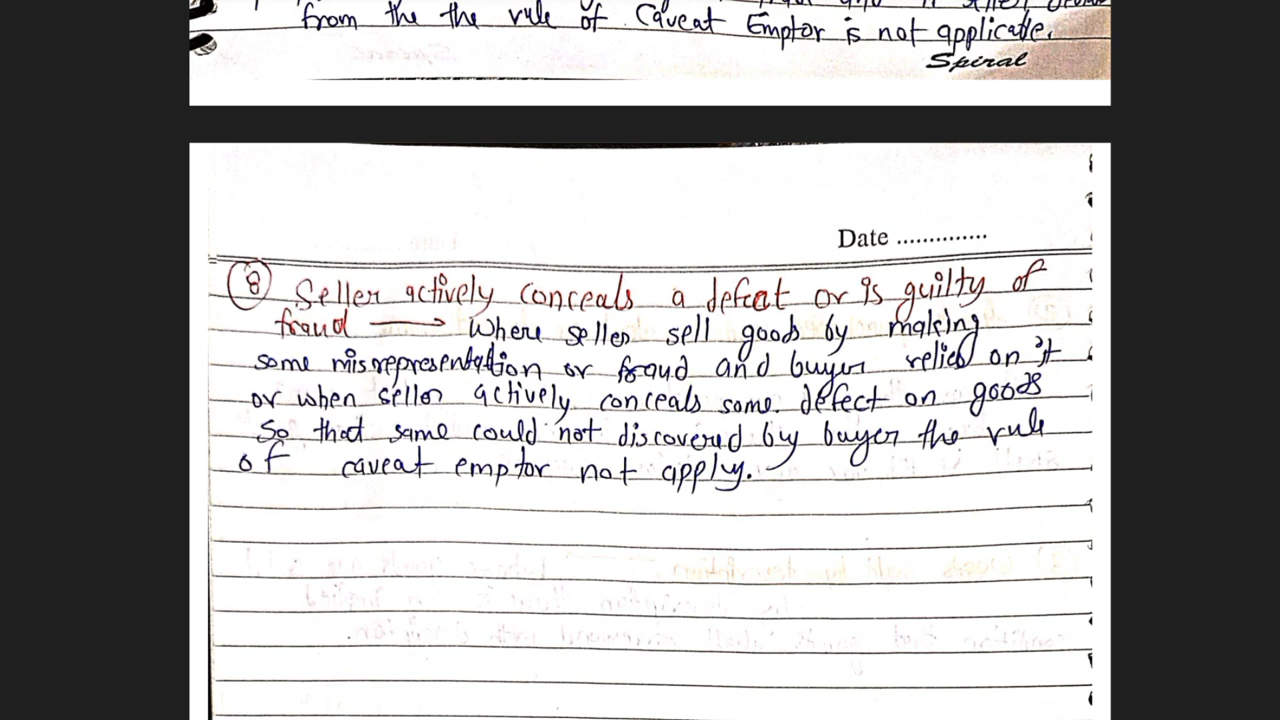 from the the rule of Caveat Emptor is not applicate.
Spiral
Date ..............
8 Seller actively conceals a defeat or is guilty of
fraud → Where seller sell goods by making
some misrepresentation or fraud and buyer relied on it
or when seller actively conceals some defect on goods
So that same could not discovered by buyer the rule
of caveat emptor not apply.